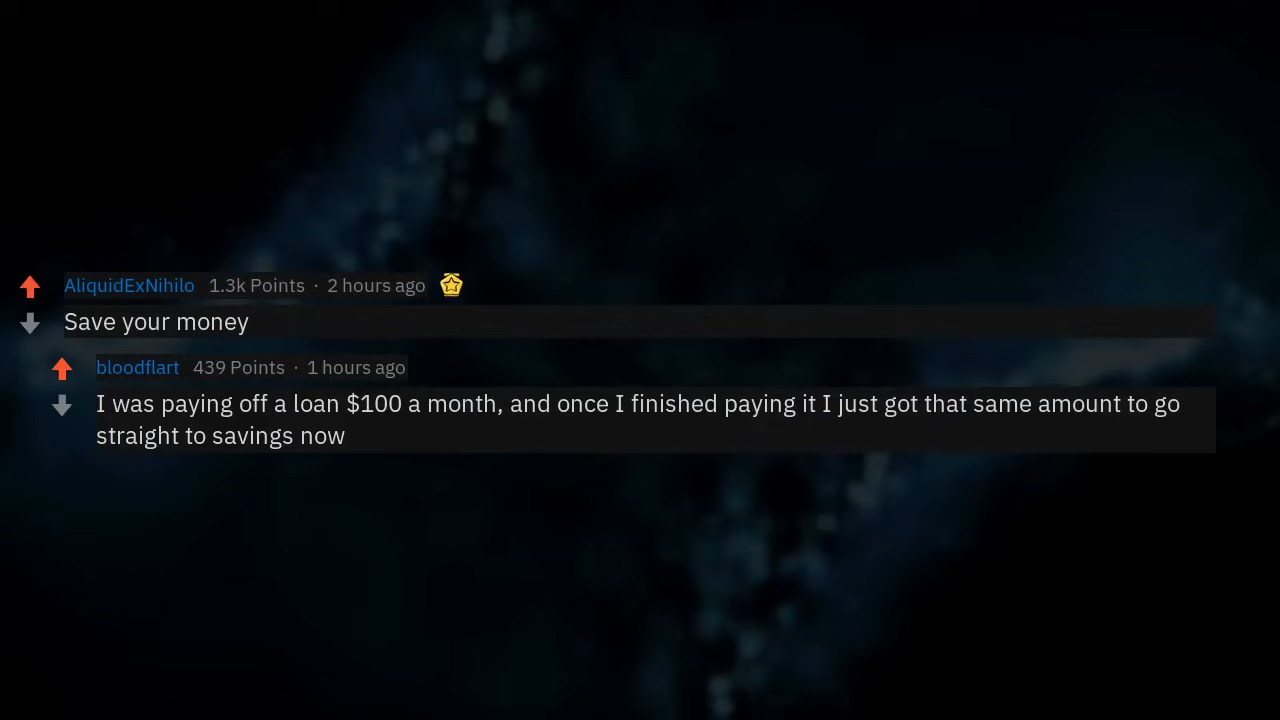 AliquidExNihilo 1.3k Points · 2 hours ago
Save your money
bloodflart 439 Points · 1 hours ago
I was paying off a loan $100 a month, and once I finished paying it I just got that same amount to go
straight to savings now